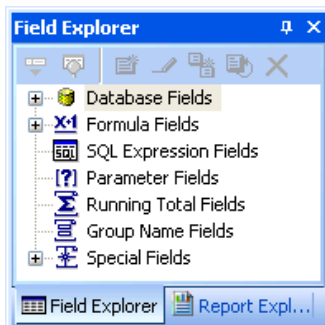 Field Explorer
Database Fields
X+1 Formula Fields
SQL SQL Expression Fields
[?] Parameter Fields
Σ Running Total Fields
Group Name Fields
Special Fields
Field Explorer Report Expl...